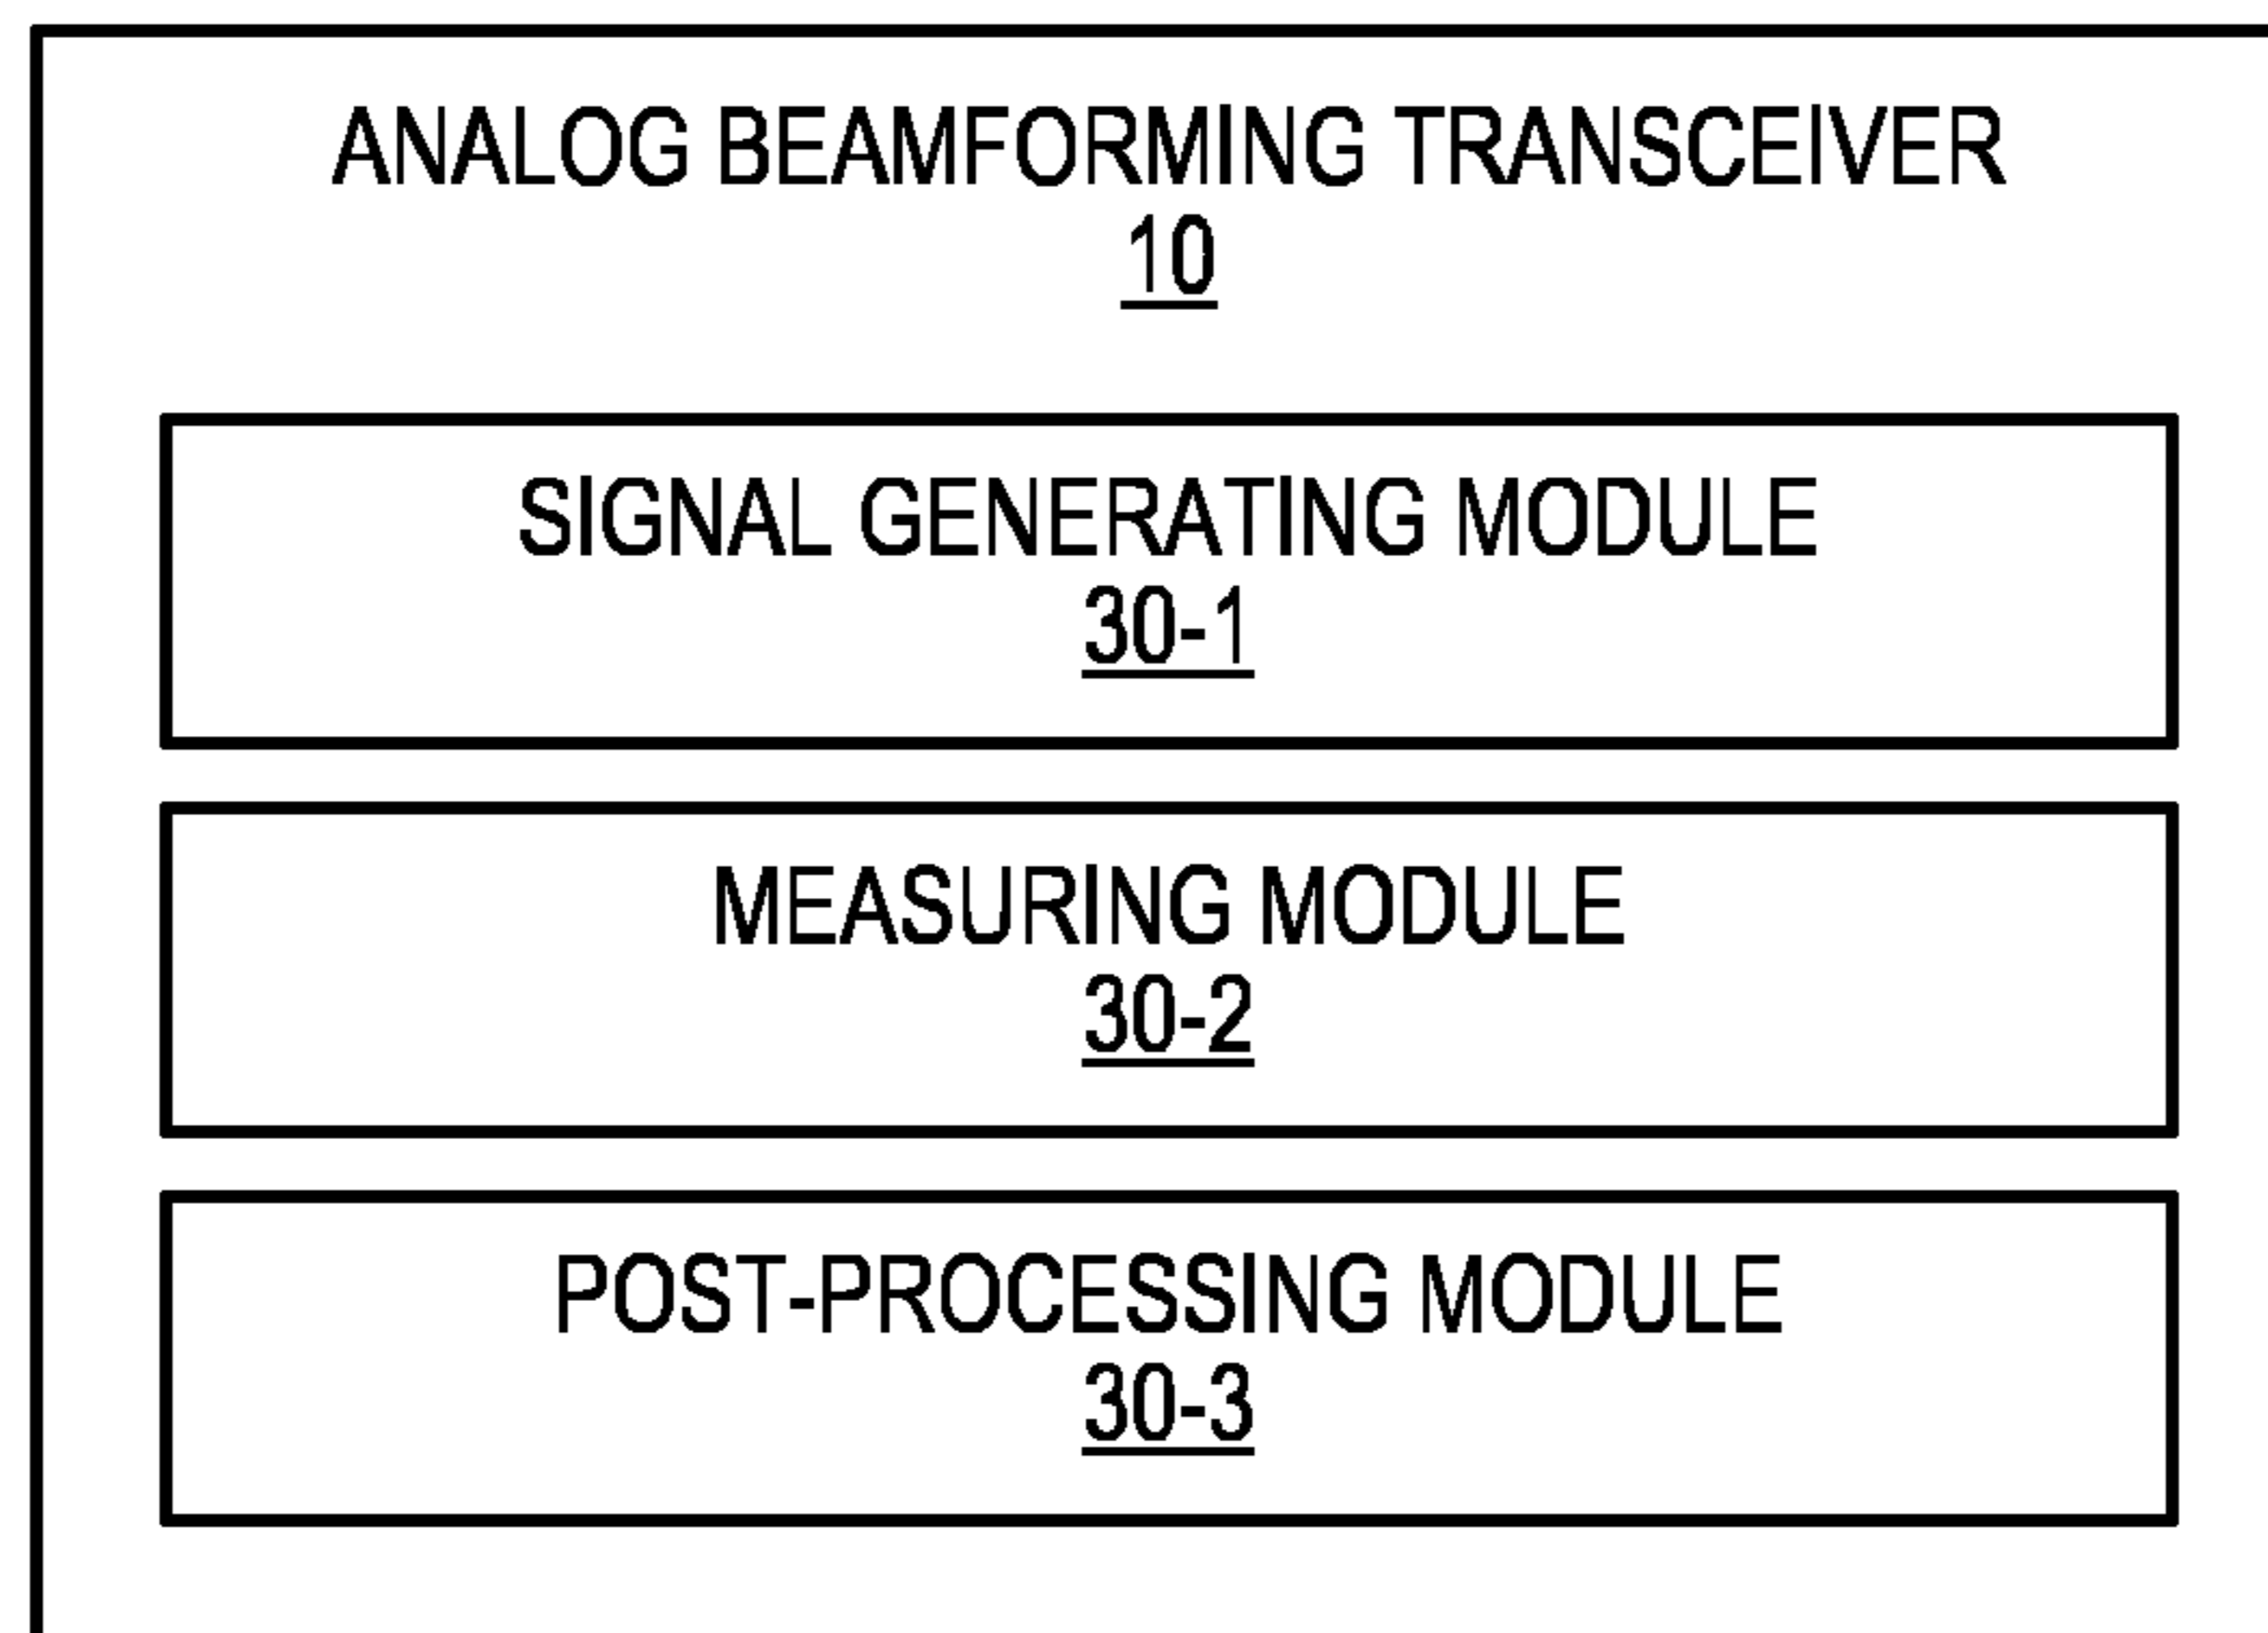 ANALOG BEAMFORMING TRANSCEIVER
10
SIGNAL GENERATING MODULE
30-1
MEASURING MODULE
30-2
POST-PROCESSING MODULE
30-3